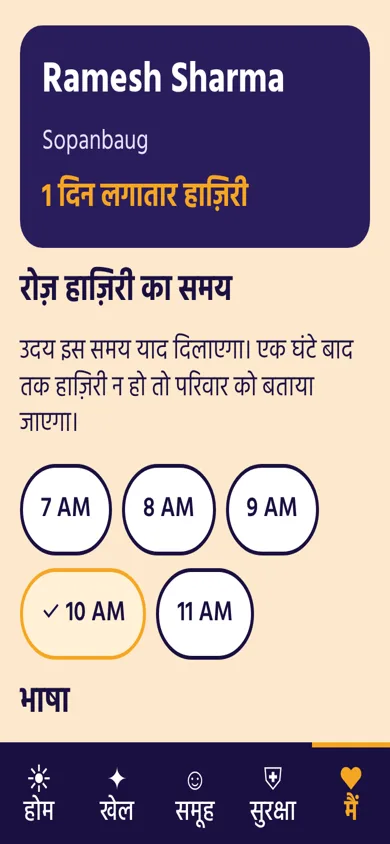 Ramesh Sharma
Sopanbaug
1 दिन लगातार हाज़िरी
रोज़ हाज़िरी का समय
उदय इस समय याद दिलाएगा। एक घंटे बाद
तक हाज़िरी न हो तो परिवार को बताया
जाएगा।
7 AM 8 AM 9 AM
✓ 10 AM 11 AM
भाषा
होम खेल समूह सुरक्षा मैं